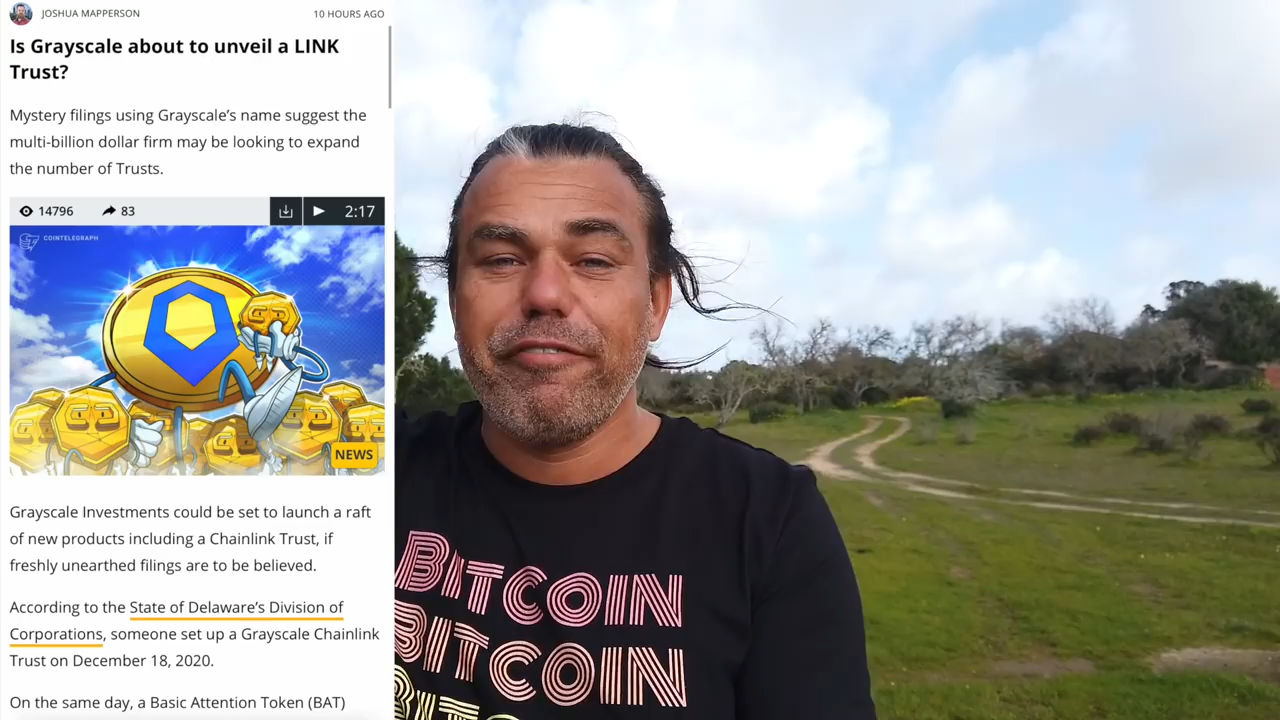 JOSHUA MAPPERSON
10 HOURS AGO
Is Grayscale about to unveil a LINK
Trust?
Mystery filings using Grayscale's name suggest the
multi-billion dollar firm may be looking to expand
the number of Trusts.
14796
83
2:17
COINTELEGRAPH
NEWS
Grayscale Investments could be set to launch a raft
of new products including a Chainlink Trust, if
freshly unearthed filings are to be believed.
According to the State of Delaware's Division of
Corporations, someone set up a Grayscale Chainlink
Trust on December 18, 2020.
On the same day, a Basic Attention Token (BAT)
BITCOIN
BITCOIN